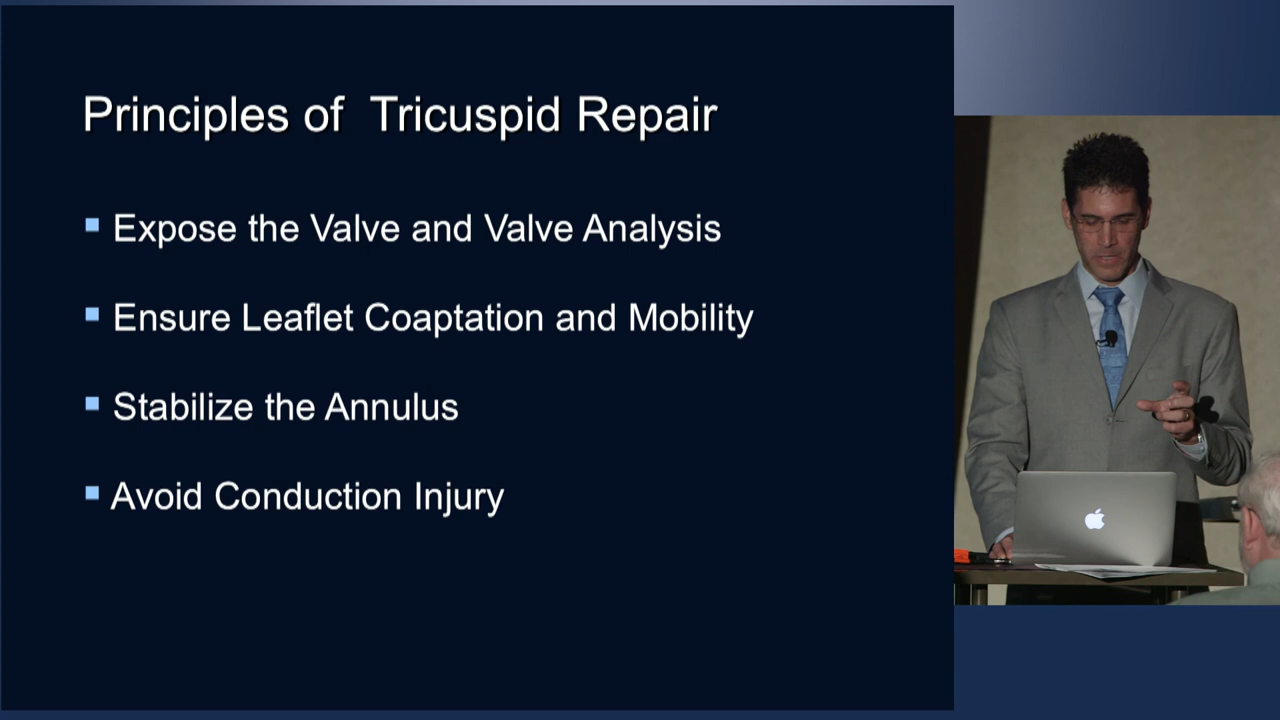 Principles of Tricuspid Repair
Expose the Valve and Valve Analysis
Ensure Leaflet Coaptation and Mobility
Stabilize the Annulus
Avoid Conduction Injury